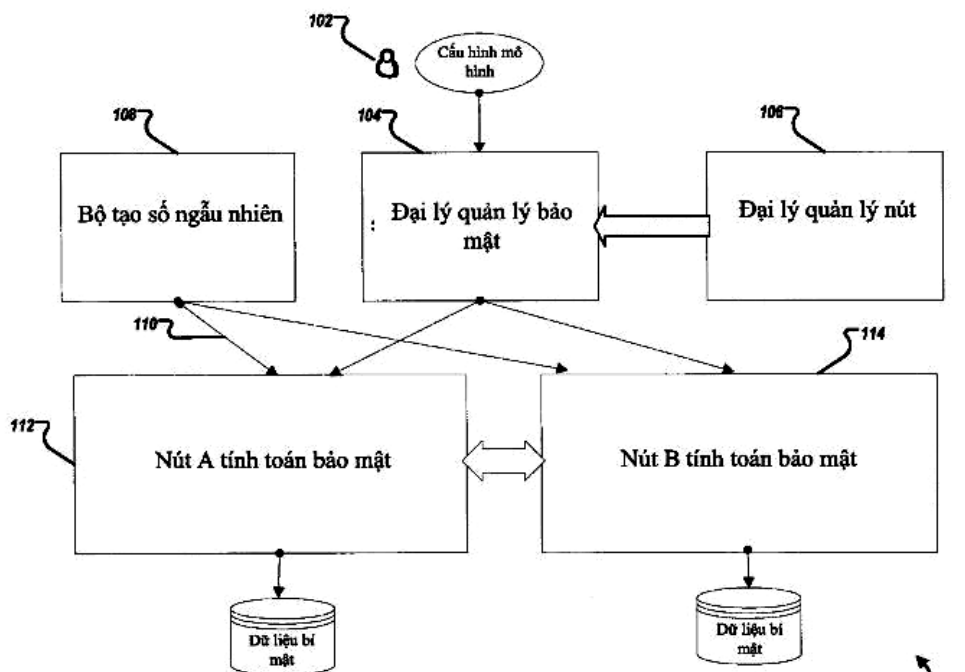 102
Cấu hình mô
hình
108
104
106
Bộ tạo số ngẫu nhiên
: Đại lý quản lý bảo
mật
Đại lý quản lý nút
110
114
112
Nút A tính toán bảo mật
Nút B tính toán bảo mật
Dữ liệu bí
mật
Dữ liệu bí
mật